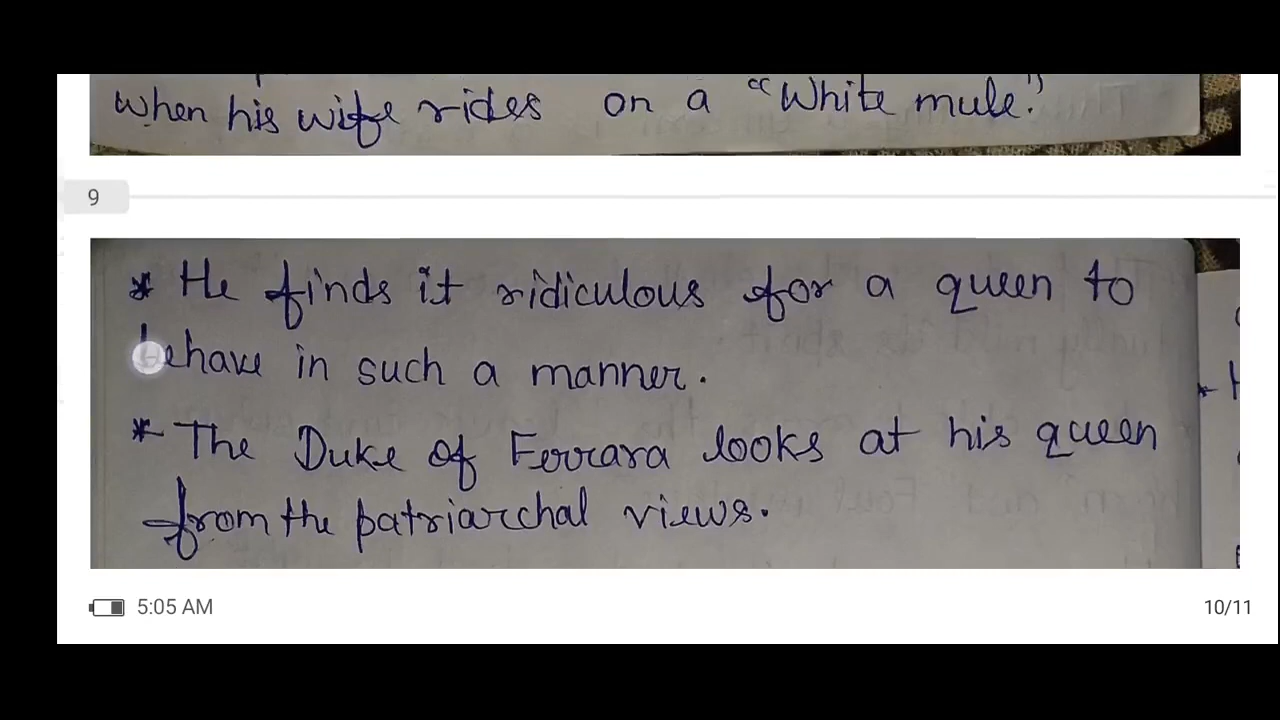 when his wife rides on a "White mule."
9
* He finds it ridiculous for a queen to
behave in such a manner.
* The Duke of Ferrara looks at his queen
from the patriarchal views.
5:05 AM
10/11